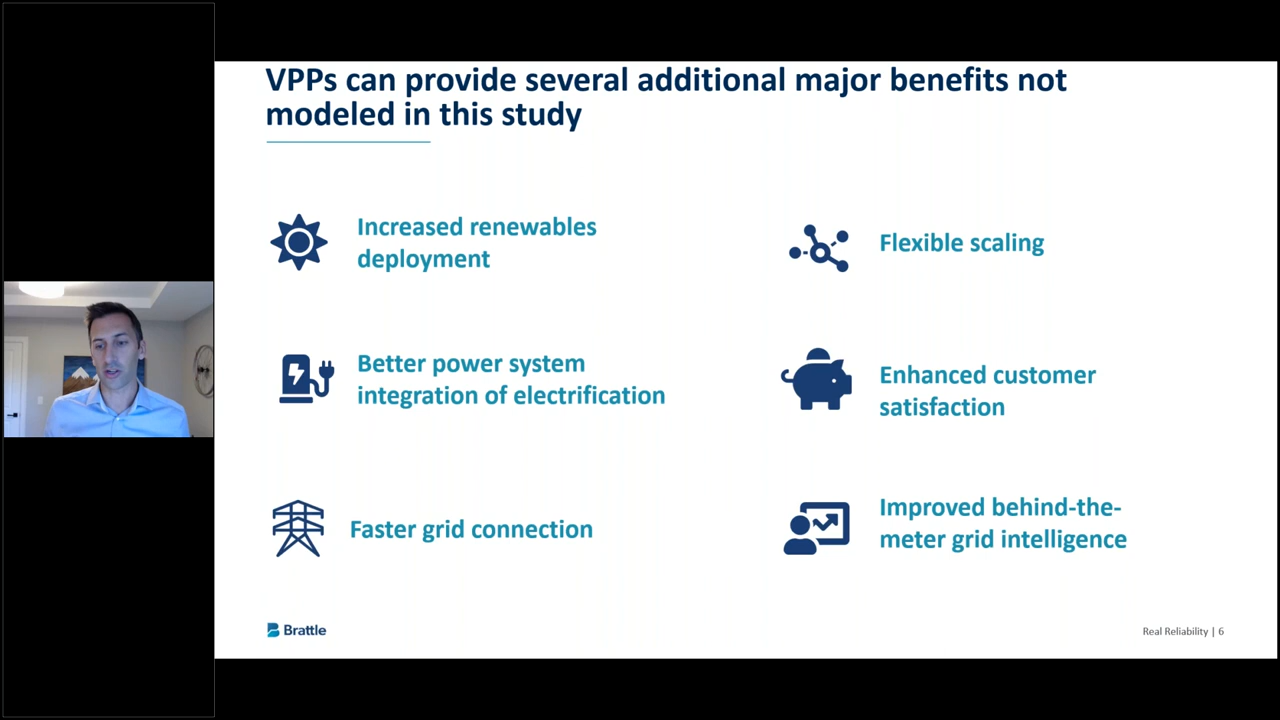 VPPs can provide several additional major benefits not
modeled in this study
Increased renewables
deployment
Better power system
integration of electrification
Faster grid connection
Flexible scaling
Enhanced customer
satisfaction
Improved behind-the-
meter grid intelligence
Brattle
Real Reliability | 6